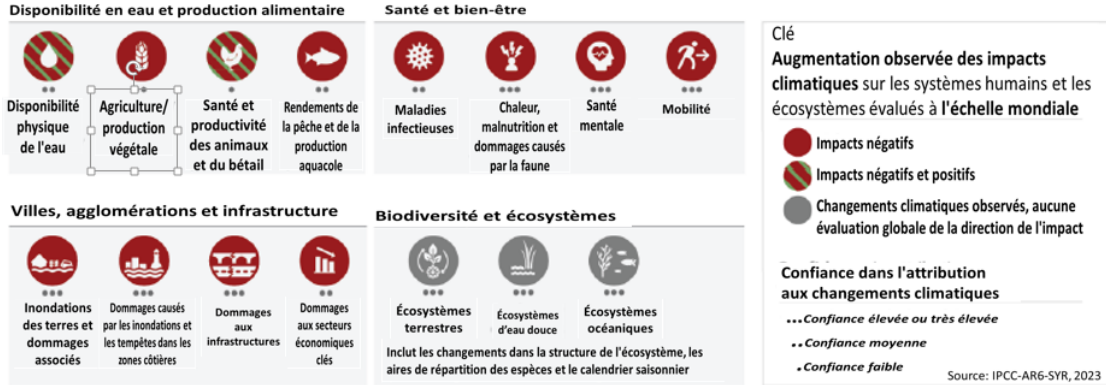 Disponibilité en eau et production alimentaire
Disponibilité
physique
de l'eau
Agriculture/
production
végétale
Santé et
productivité
des animaux
et du bétail
Rendements de
la pêche et de la
production
aquacole
Santé et bien-être
Maladies
infectieuses
Chaleur,
malnutrition et
dommages causés
par la faune
Santé
mentale
Mobilité
Villes, agglomérations et infrastructure
Inondations
des terres et
dommages
associés
Dommages causés
par les inondations et
les tempêtes dans les
zones côtières
Dommages
aux
infrastructures
Dommages
aux secteurs
économiques
clés
Biodiversité et écosystèmes
Écosystèmes
terrestres
Écosystèmes
d'eau douce
Écosystèmes
océaniques
Inclut les changements dans la structure de l'écosystème, les
aires de répartition des espèces et le calendrier saisonnier
Clé
Augmentation observée des impacts
climatiques sur les systèmes humains et les
écosystèmes évalués à l'échelle mondiale
Impacts négatifs
Impacts négatifs et positifs
Changements climatiques observés, aucune
évaluation globale de la direction de l'impact
Confiance dans l'attribution
aux changements climatiques
...Confiance élevée ou très élevée
..Confiance moyenne
.Confiance faible
Source: IPCC-AR6-SYR, 2023